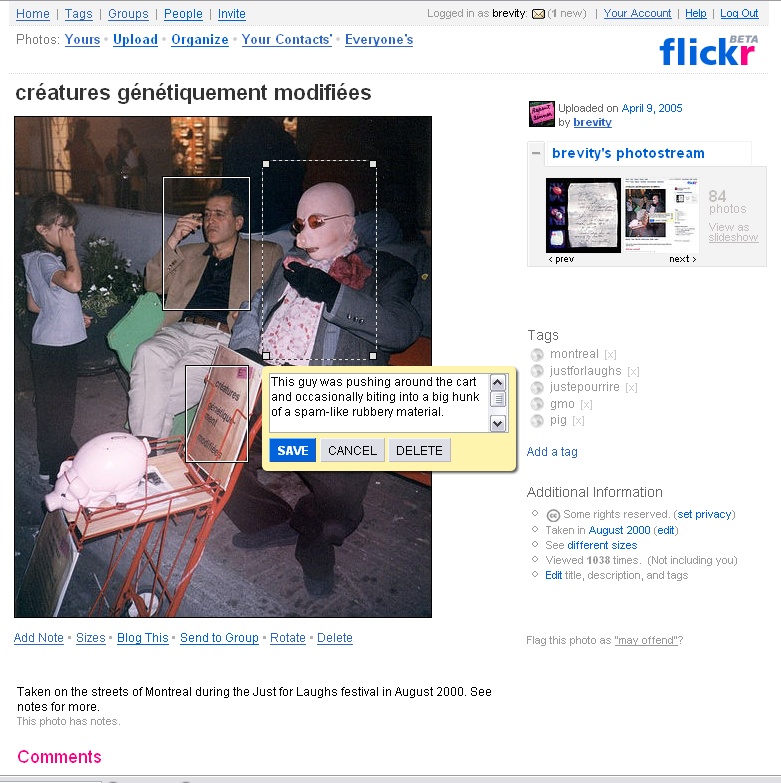 Home | Tags | Groups | People | Invite
Logged in as brevity: (1 new) | Your Account | Help | Log Out
Photos: Yours • Upload • Organize • Your Contacts' • Everyone's
flickr BETA
créatures génétiquement modifiées
Uploaded on April 9, 2005
by brevity
brevity's photostream
84
photos
View as
slideshow
‹ prev
next ›
créatures
génétique-
ment
modifiées
This guy was pushing around the cart
and occasionally biting into a big hunk
of a spam-like rubbery material.
SAVE CANCEL DELETE
Tags
montreal [x]
justforlaughs [x]
justepourrire [x]
gmo [x]
pig [x]
Add a tag
Additional Information
cc Some rights reserved. (set privacy)
Taken in August 2000 (edit)
See different sizes
Viewed 1038 times. (Not including you)
Edit title, description, and tags
Add Note • Sizes • Blog This • Send to Group • Rotate • Delete
Flag this photo as "may offend"?
Taken on the streets of Montreal during the Just for Laughs festival in August 2000. See
notes for more.
This photo has notes.
Comments